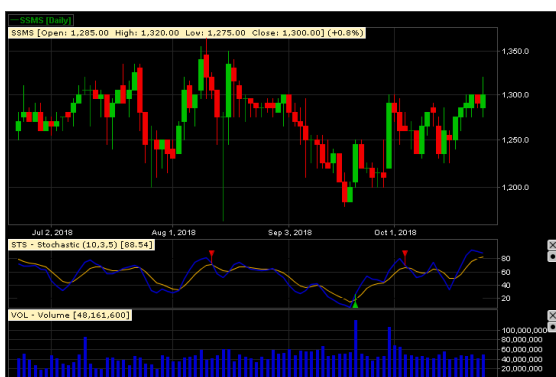 SSMS [Daily]
SSMS [Open: 1,285.00 High: 1,320.00 Low: 1,275.00 Close: 1,300.00] (+0.8%)
1,350.0
1,300.0
1,250.0
1,200.0
Jul 2, 2018 Aug 1, 2018 Sep 3, 2018 Oct 1, 2018
STS - Stochastic (10,3,5) [88.54]
80
60
40
20
VOL - Volume [48,161,600]
100,000,000
80,000,000
60,000,000
40,000,000
20,000,000